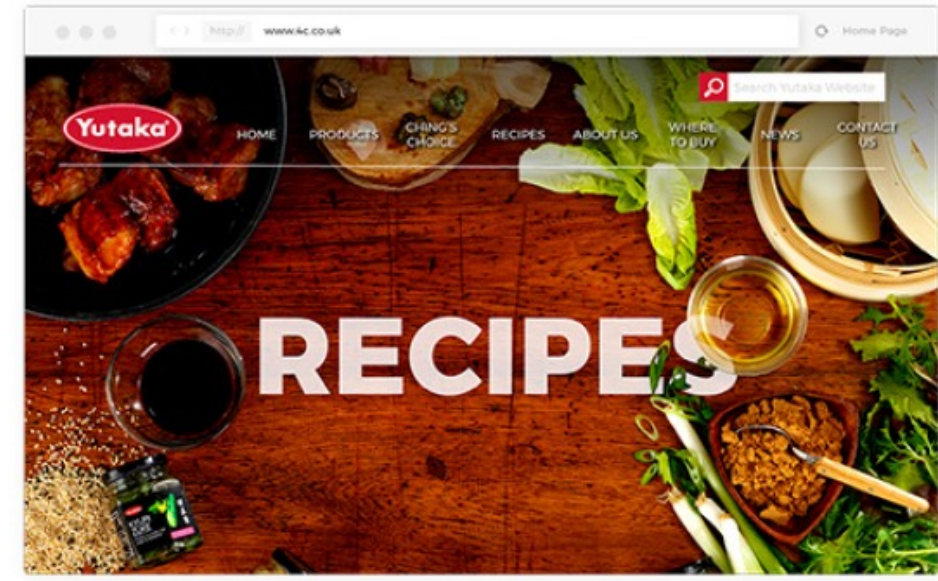 http://
www.4c.co.uk
Home Page
Search Yutaka Website
Yutaka
HOME
PRODUCTS
CHING'S
CHOICE
RECIPES
ABOUT US
WHERE
TO BUY
NEWS
CONTACT
US
RECIPES